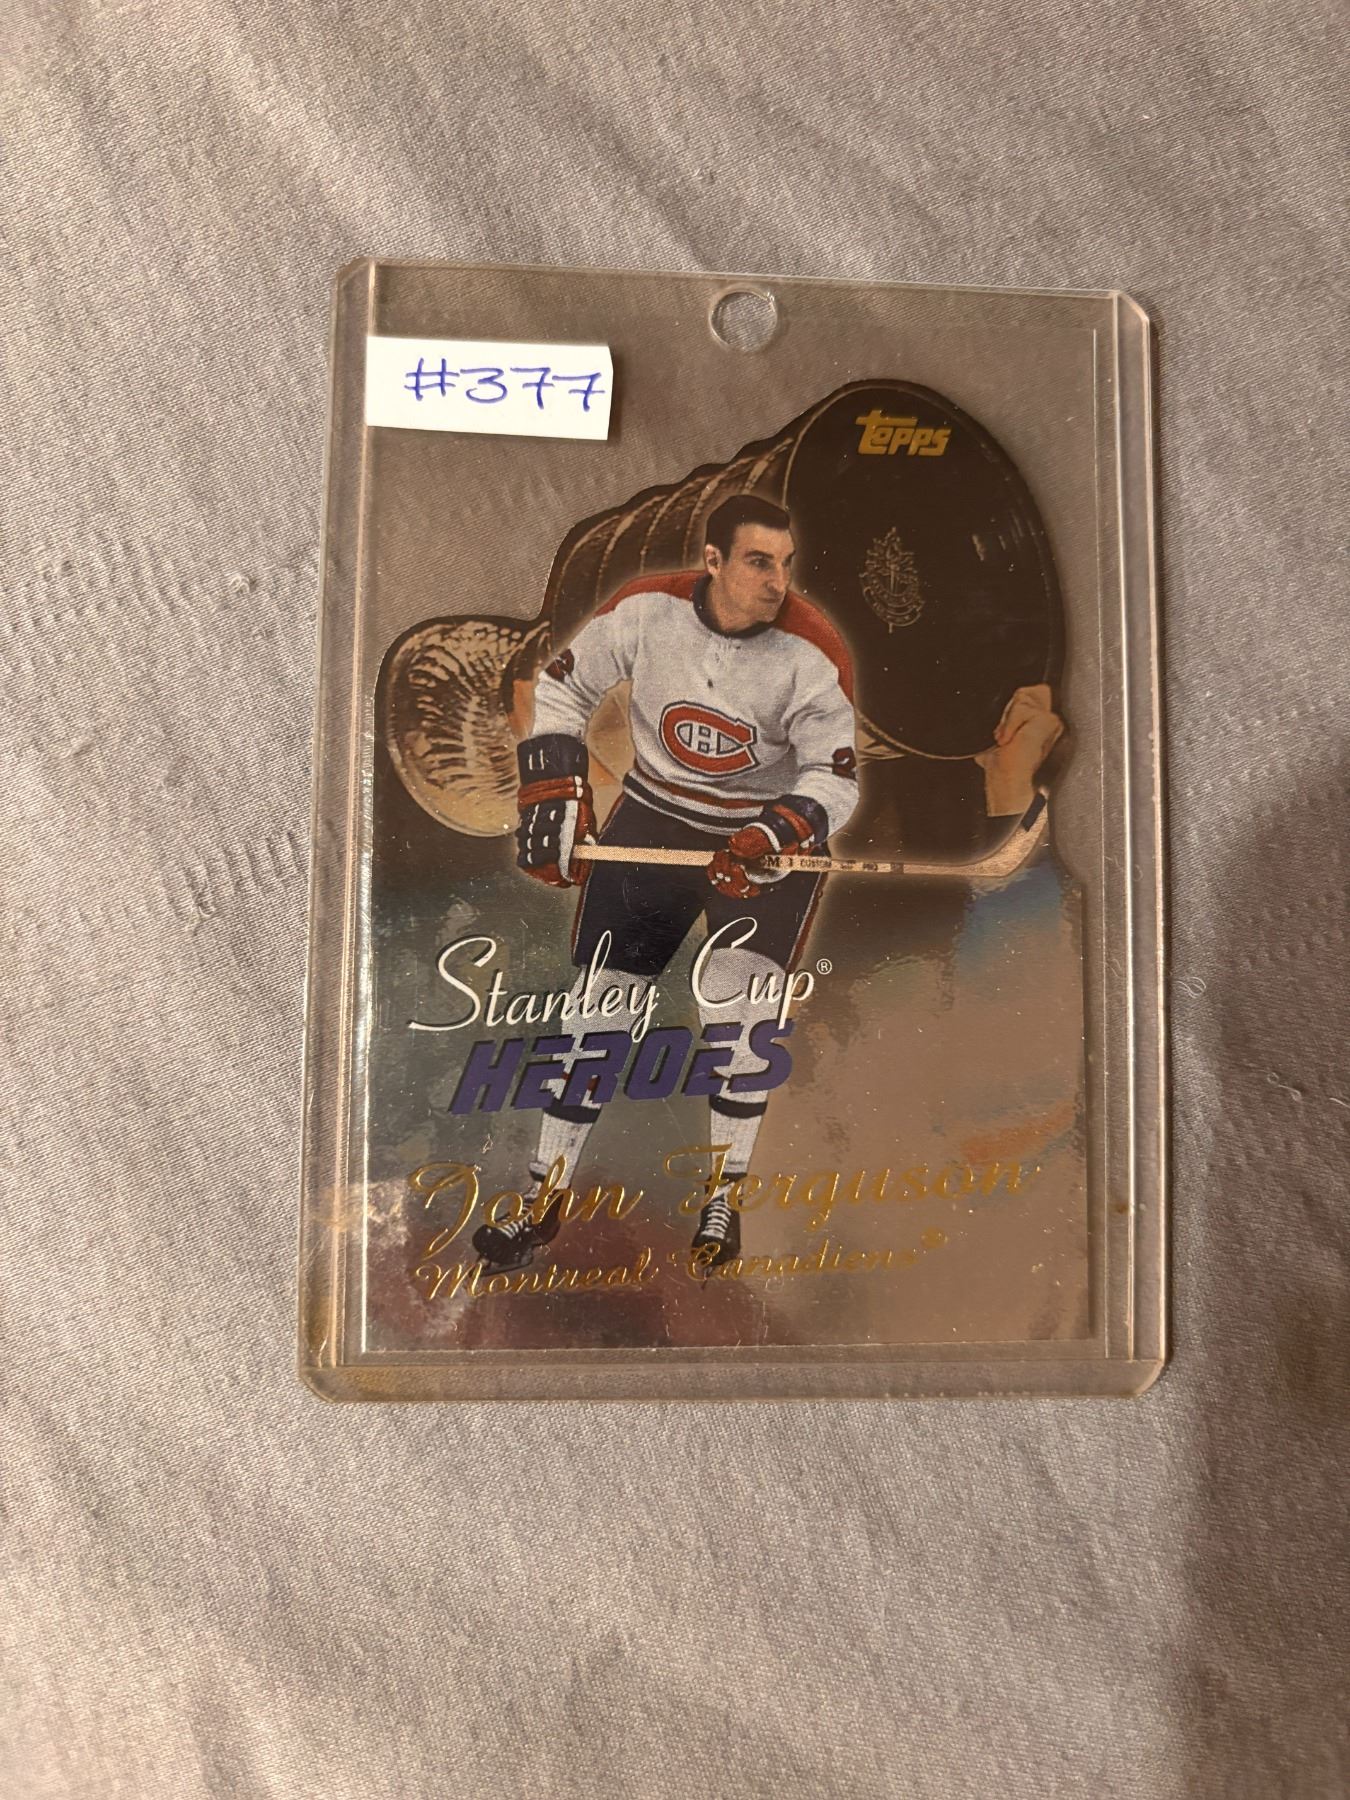 #377
TOPPS
Stanley Cup®
HEROES
John Ferguson
Montreal Canadiens®